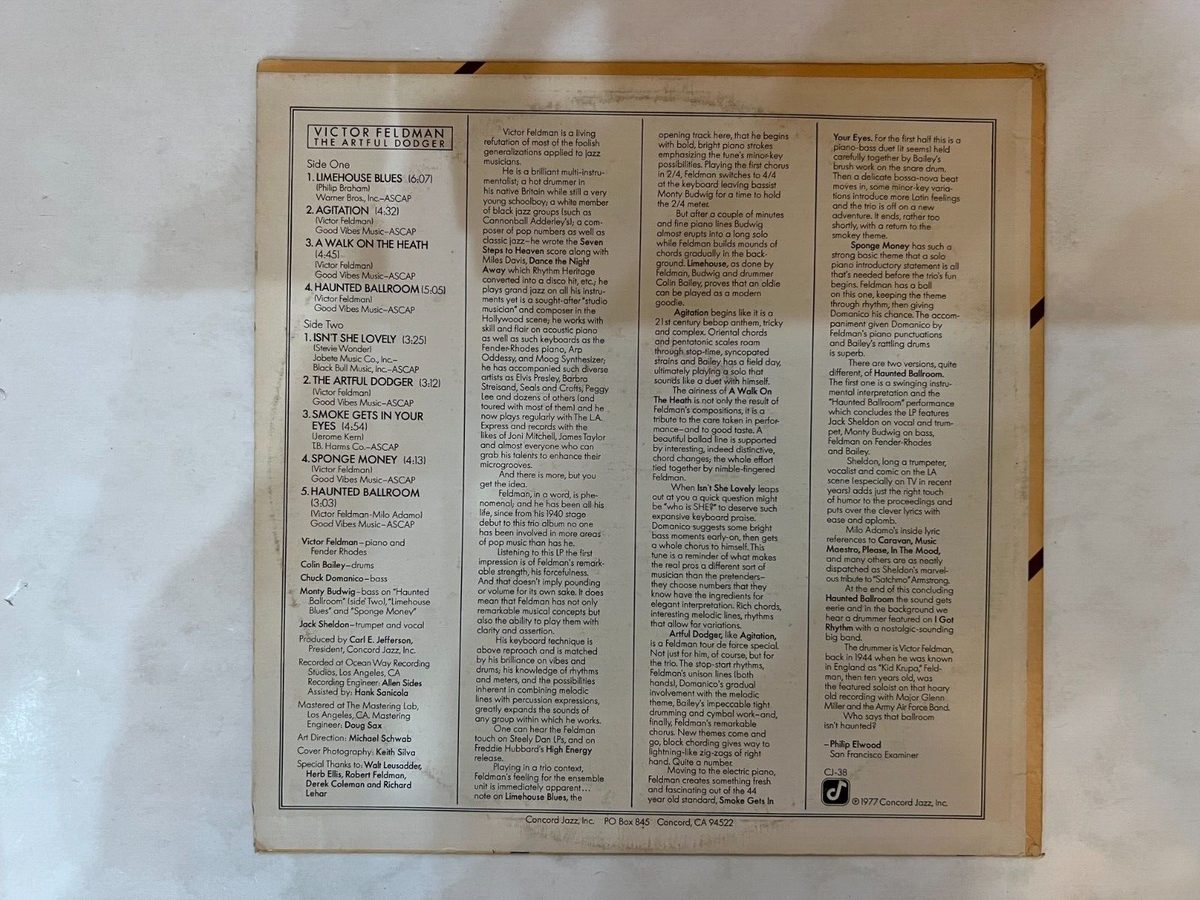 VICTOR FELDMAN
THE ARTFUL DODGER
Side One
1. LIMEHOUSE BLUES (6:07)
(Philip Braham)
Warner Bros., Inc.–ASCAP
2. AGITATION (4:32)
(Victor Feldman)
Good Vibes Music–ASCAP
3. A WALK ON THE HEATH
(4:45)
(Victor Feldman)
Good Vibes Music–ASCAP
4. HAUNTED BALLROOM (5:05)
(Victor Feldman)
Good Vibes Music–ASCAP
Side Two
1. ISN'T SHE LOVELY (3:25)
(Stevie Wonder)
Jobete Music Co., Inc.–
Black Bull Music, Inc.–ASCAP
2. THE ARTFUL DODGER (3:12)
(Victor Feldman)
Good Vibes Music–ASCAP
3. SMOKE GETS IN YOUR
EYES (4:54)
(Jerome Kern)
T.B. Harms Co.–ASCAP
4. SPONGE MONEY (4:13)
(Victor Feldman)
Good Vibes Music–ASCAP
5. HAUNTED BALLROOM
(3:03)
(Victor Feldman-Milo Adamo)
Good Vibes Music–ASCAP
Victor Feldman–piano and
Fender Rhodes
Colin Bailey–drums
Chuck Domanico–bass
Monty Budwig–bass on "Haunted
Ballroom" (side Two), "Limehouse
Blues" and "Sponge Money"
Jack Sheldon–trumpet and vocal
Produced by Carl E. Jefferson,
President, Concord Jazz, Inc.
Recorded at Ocean Way Recording
Studios, Los Angeles, CA
Recording Engineer: Allen Sides
Assisted by: Hank Sanicola
Mastered at The Mastering Lab,
Los Angeles, CA. Mastering
Engineer: Doug Sax
Art Direction: Michael Schwab
Cover Photography: Keith Silva
Special Thanks to: Walt Leusadder,
Herb Ellis, Robert Feldman,
Derek Coleman and Richard
Lehar
Victor Feldman is a living
refutation of most of the foolish
generalizations applied to jazz
musicians.
He is a brilliant multi-instru-
mentalist; a hot drummer in
his native Britain while still a very
young schoolboy; a white member
of black jazz groups (such as
Cannonball Adderley's); a com-
poser of pop numbers as well as
classic jazz–he wrote the Seven
Steps to Heaven score along with
Miles Davis, Dance the Night
Away which Rhythm Heritage
converted into a disco hit, etc.; he
plays grand jazz on all his instru-
ments yet is a sought-after "studio
musician" and composer in the
Hollywood scene; he works with
skill and flair on acoustic piano
as well as such keyboards as the
Fender-Rhodes piano, Arp
Oddessy, and Moog Synthesizer;
he has accompanied such diverse
artists as Elvis Presley, Barbra
Streisand, Seals and Crofts, Peggy
Lee and dozens of others (and
toured with most of them) and he
now plays regularly with The L.A.
Express and records with the
likes of Joni Mitchell, James Taylor
and almost everyone who can
grab his talents to enhance their
microgrooves.
And there is more, but you
get the idea.
Feldman, in a word, is phe-
nomenal; and he has been all his
life, since from his 1940 stage
debut to this trio album no one
has been involved in more areas
of pop music than has he.
Listening to this LP the first
impression is of Feldman's remark-
able strength, his forcefulness.
And that doesn't imply pounding
or volume for its own sake. It does
mean that Feldman has not only
remarkable musical concepts but
also the ability to play them with
clarity and assertion.
His keyboard technique is
above reproach and is matched
by his brilliance on vibes and
drums; his knowledge of rhythms
and meters, and the possibilities
inherent in combining melodic
lines with percussion expressions,
greatly expands the sounds of
any group within which he works.
One can hear the Feldman
touch on Steely Dan LPs, and on
Freddie Hubbard's High Energy
release.
Playing in a trio context,
Feldman's feeling for the ensemble
unit is immediately apparent...
note on Limehouse Blues, the
opening track here, that he begins
with bold, bright piano strokes
emphasizing the tune's minor-key
possibilities. Playing the first chorus
in 2/4, Feldman switches to 4/4
at the keyboard leaving bassist
Monty Budwig for a time to hold
the 2/4 meter.
But after a couple of minutes
and fine piano lines Budwig
almost erupts into a long solo
while Feldman builds mounds of
chords gradually in the back-
ground. Limehouse, as done by
Feldman, Budwig and drummer
Colin Bailey, proves that an oldie
can be played as a modern
goodie.
Agitation begins like it is a
21st century bebop anthem, tricky
and complex. Oriental chords
and pentatonic scales roam
through stop-time, syncopated
strains and Bailey has a field day,
ultimately playing a solo that
sounds like a duet with himself.
The airiness of A Walk On
The Heath is not only the result of
Feldman's compositions, it is a
tribute to the care taken in perfor-
mance–and to good taste. A
beautiful ballad line is supported
by interesting, indeed distinctive,
chord changes; the whole effort
tied together by nimble-fingered
Feldman.
When Isn't She Lovely leaps
out at you a quick question might
be "who is SHE?" to deserve such
expansive keyboard praise.
Domanico suggests some bright
bass moments early-on, then gets
a whole chorus to himself. This
tune is a reminder of what makes
the real pros a different sort of
musician than the pretenders–
they choose numbers that they
know have the ingredients for
elegant interpretation. Rich chords,
interesting melodic lines, rhythms
that allow for variations.
Artful Dodger, like Agitation,
is a Feldman tour de force special.
Not just for him, of course, but for
the trio. The stop-start rhythms,
Feldman's unison lines (both
hands), Domanico's gradual
involvement with the melodic
theme, Bailey's impeccable tight
drumming and cymbal work–and,
finally, Feldman's remarkable
chorus. New themes come and
go, block chording gives way to
lightning-like zig-zags of right
hand. Quite a number.
Moving to the electric piano,
Feldman creates something fresh
and fascinating out of the 44
year old standard, Smoke Gets In
Your Eyes. For the first half this is a
piano-bass duet (it seems) held
carefully together by Bailey's
brush work on the snare drum.
Then a delicate bossa-nova beat
moves in, some minor-key varia-
tions introduce more Latin feelings
and the trio is off on a new
adventure. It ends, rather too
shortly, with a return to the
smokey theme.
Sponge Money has such a
strong basic theme that a solo
piano introductory statement is all
that's needed before the trio's fun
begins. Feldman has a ball
on this one, keeping the theme
through rhythm, then giving
Domanico his chance. The accom-
paniment given Domanico by
Feldman's piano punctuations
and Bailey's rattling drums
is superb.
There are two versions, quite
different, of Haunted Ballroom.
The first one is a swinging instru-
mental interpretation and the
"Haunted Ballroom" performance
which concludes the LP features
Jack Sheldon on vocal and trum-
pet, Monty Budwig on bass,
Feldman on Fender-Rhodes
and Bailey.
Sheldon, long a trumpeter,
vocalist and comic on the LA
scene (especially on TV in recent
years) adds just the right touch
of humor to the proceedings and
puts over the clever lyrics with
ease and aplomb.
Milo Adamo's inside lyric
references to Caravan, Music
Maestro, Please, In The Mood,
and many others are as neatly
dispatched as Sheldon's marvel-
ous tribute to "Satchmo" Armstrong.
At the end of this concluding
Haunted Ballroom the sound gets
eerie and in the background we
hear a drummer featured on I Got
Rhythm with a nostalgic-sounding
big band.
The drummer is Victor Feldman,
back in 1944 when he was known
in England as "Kid Krupa," Feld-
man, then ten years old, was
the featured soloist on that hoary
old recording with Major Glenn
Miller and the Army Air Force Band.
Who says that ballroom
isn't haunted?
–Philip Elwood
San Francisco Examiner
CJ-38
℗ 1977 Concord Jazz, Inc.
Concord Jazz, Inc. PO Box 845 Concord, CA 94522